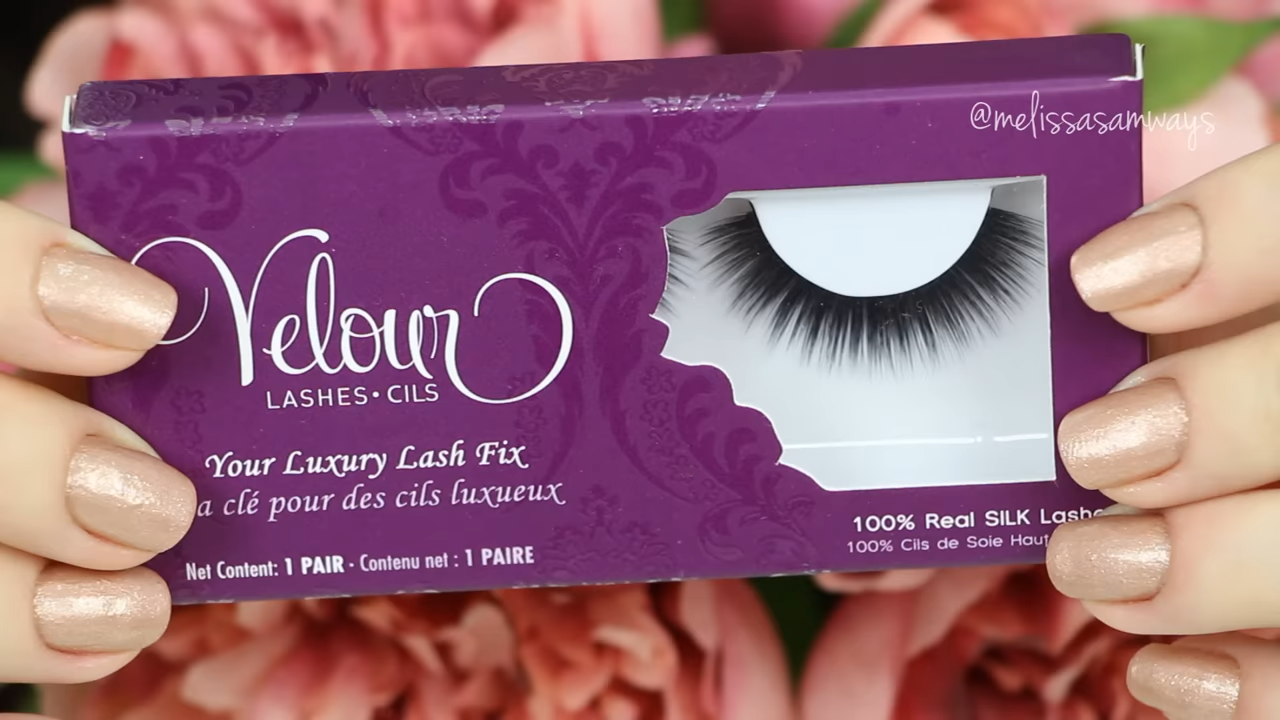 @melissasamways
Velour
LASHES • CILS
Your Luxury Lash Fix
a clé pour des cils luxueux
Net Content: 1 PAIR · Contenu net : 1 PAIRE
100% Real SILK Lashe
100% Cils de Soie Haut